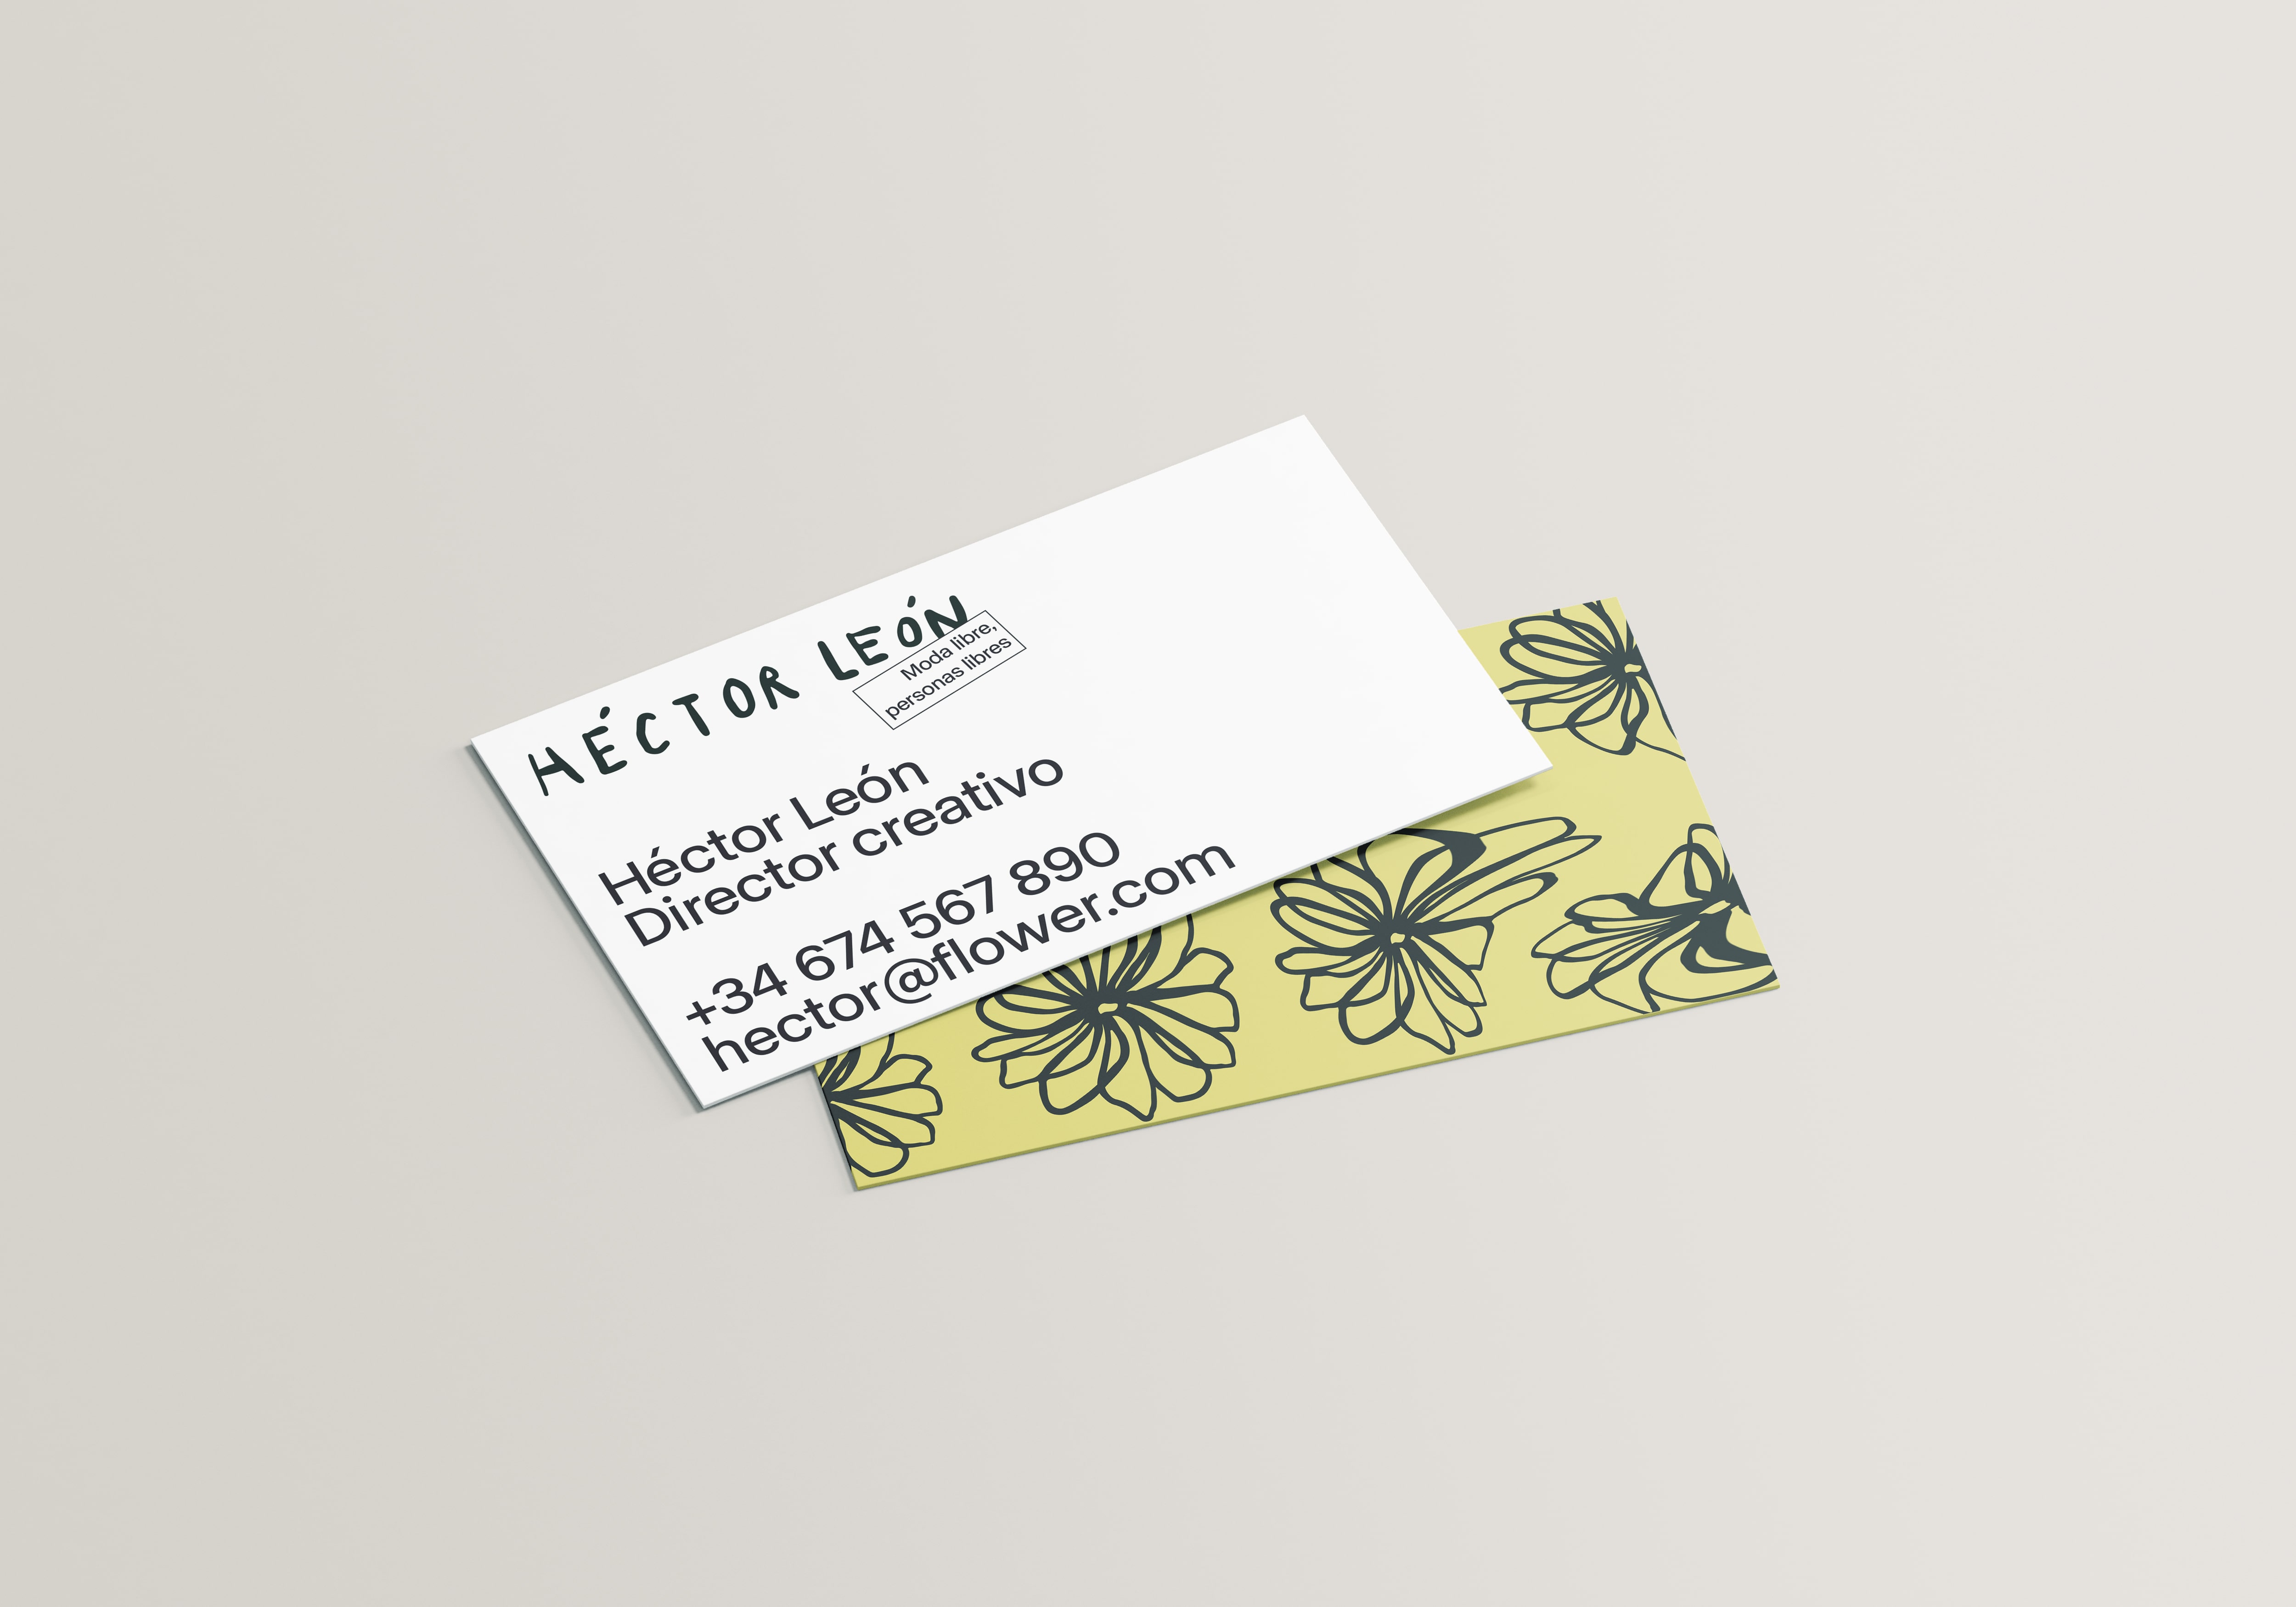 HÉCTOR LEÓN
Moda libre,
personas libres
Héctor León
Director creativo
+34 674 567 890
hector@flower.com